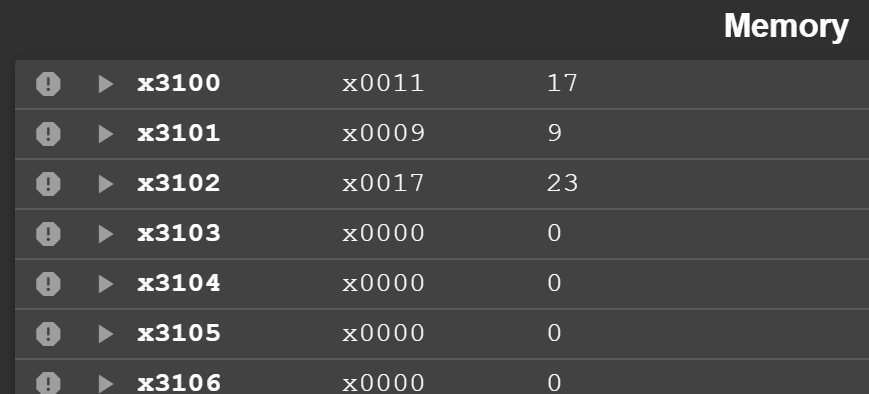 Memory
x3100 x0011 17
x3101 x0009 9
x3102 x0017 23
x3103 x0000 0
x3104 x0000 0
x3105 x0000 0
x3106 x0000 0